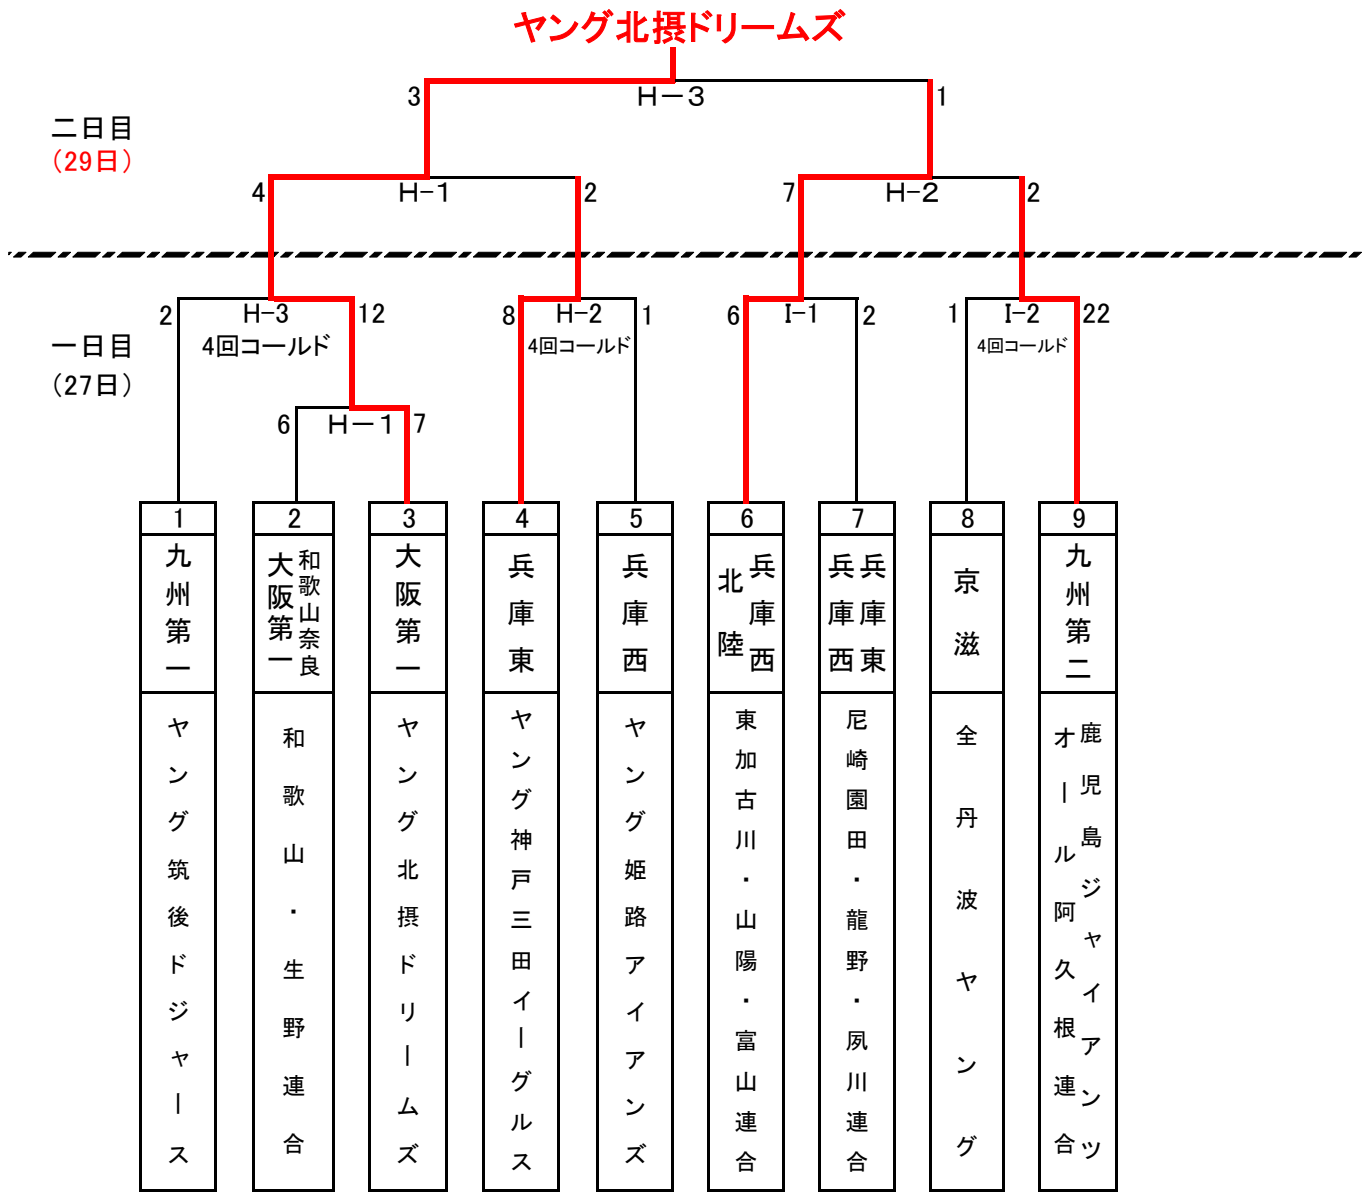 ヤング北摂ドリームズ
3
H－3
1
二日目
（29日）
4
H-1
2
7
H-2
2
2
H-3
12
8
H-2
1
6
I-1
2
1
I-2
22
4回コールド
4回コールド
4回コールド
一日目
（27日）
6
H－1
7
1
九州第一
ヤング筑後ドジャース
2
和歌山奈良
大阪第一
和歌山・生野連合
3
大阪第一
ヤング北摂ドリームズ
4
兵庫東
ヤング神戸三田イーグルス
5
兵庫西
ヤング姫路アイアンズ
6
兵庫西
北陸
東加古川・山陽・富山連合
7
兵庫東
兵庫西
尼崎園田・龍野・夙川連合
8
京滋
全丹波ヤング
9
九州第二
鹿児島ジャイアンツ
オール阿久根連合